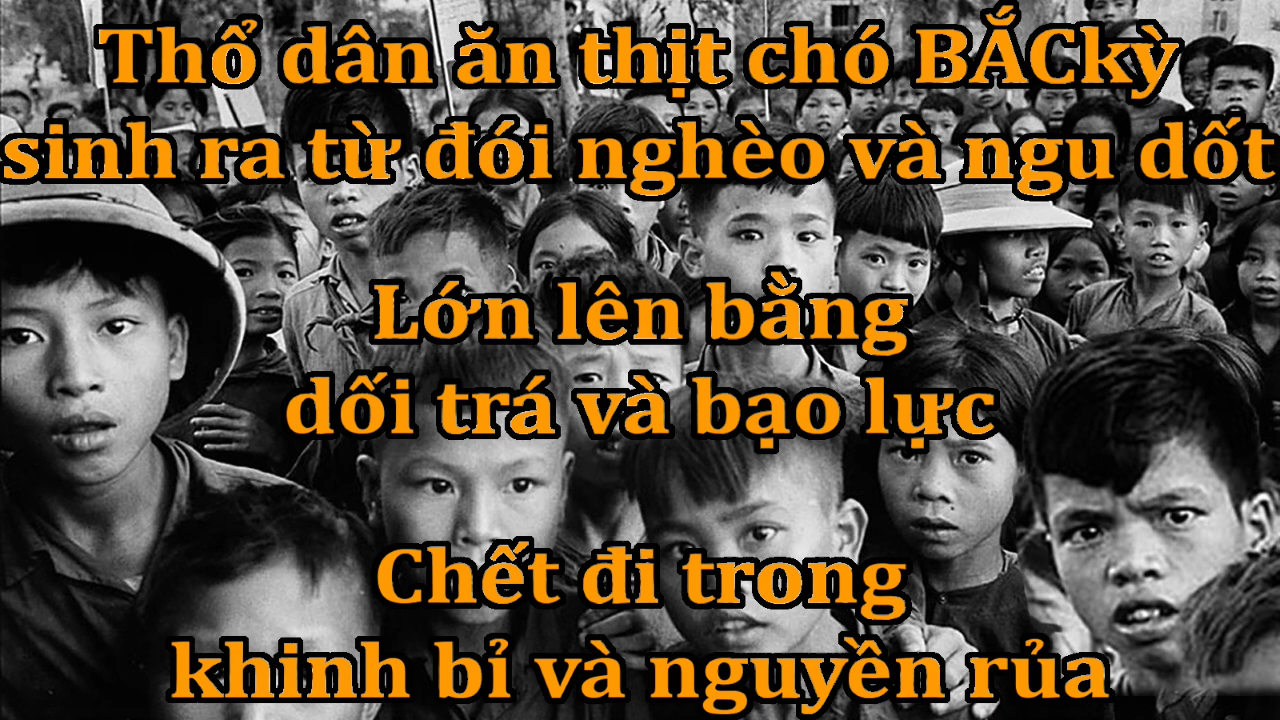 Thổ dân ăn thịt chó BẮCkỳ
sinh ra từ đói nghèo và ngu dốt
Lớn lên bằng
dối trá và bạo lực
Chết đi trong
khinh bỉ và nguyền rủa